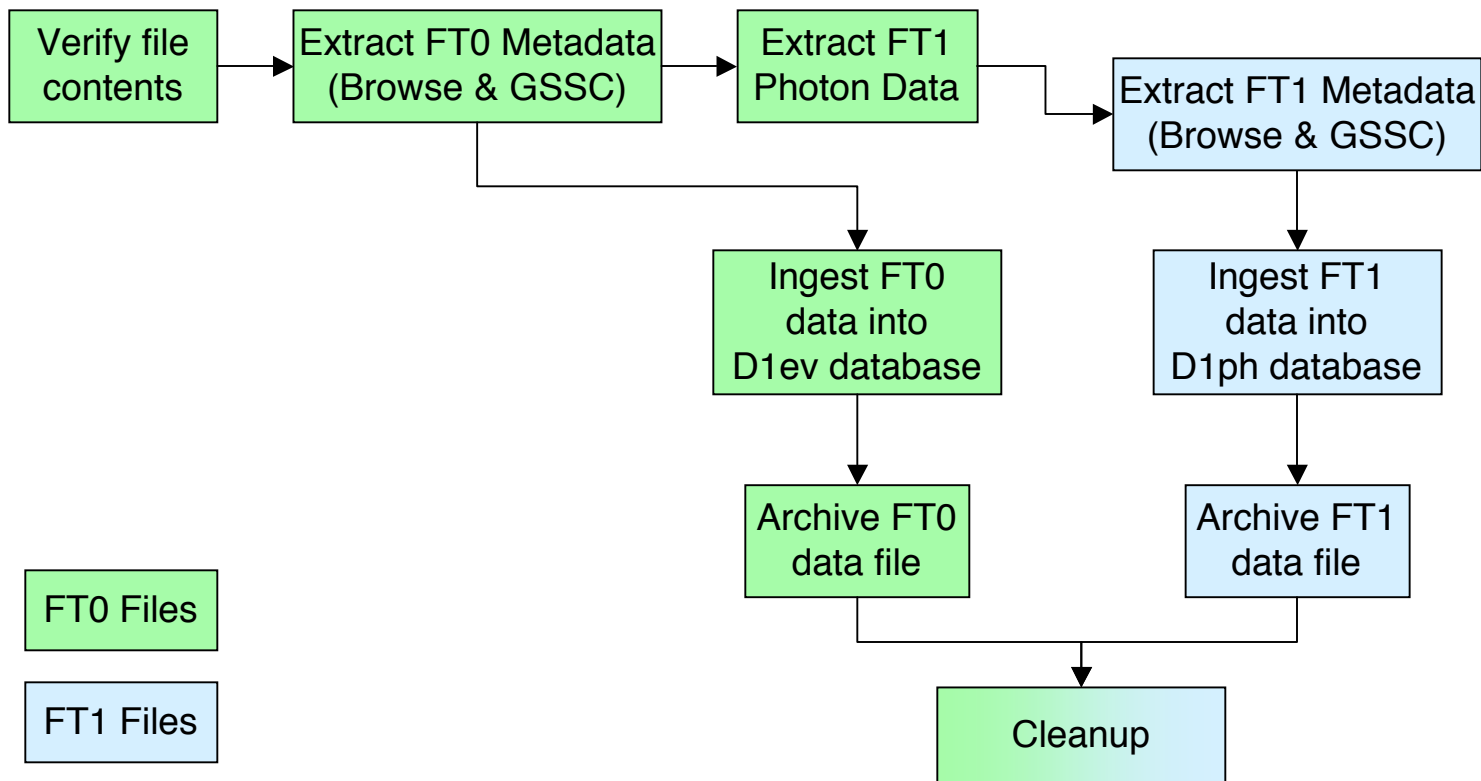 Verify file
contents
Extract FT0 Metadata
(Browse & GSSC)
Extract FT1
Photon Data
Extract FT1 Metadata
(Browse & GSSC)
Ingest FT0
data into
D1ev database
Ingest FT1
data into
D1ph database
Archive FT0
data file
Archive FT1
data file
FT0 Files
FT1 Files
Cleanup